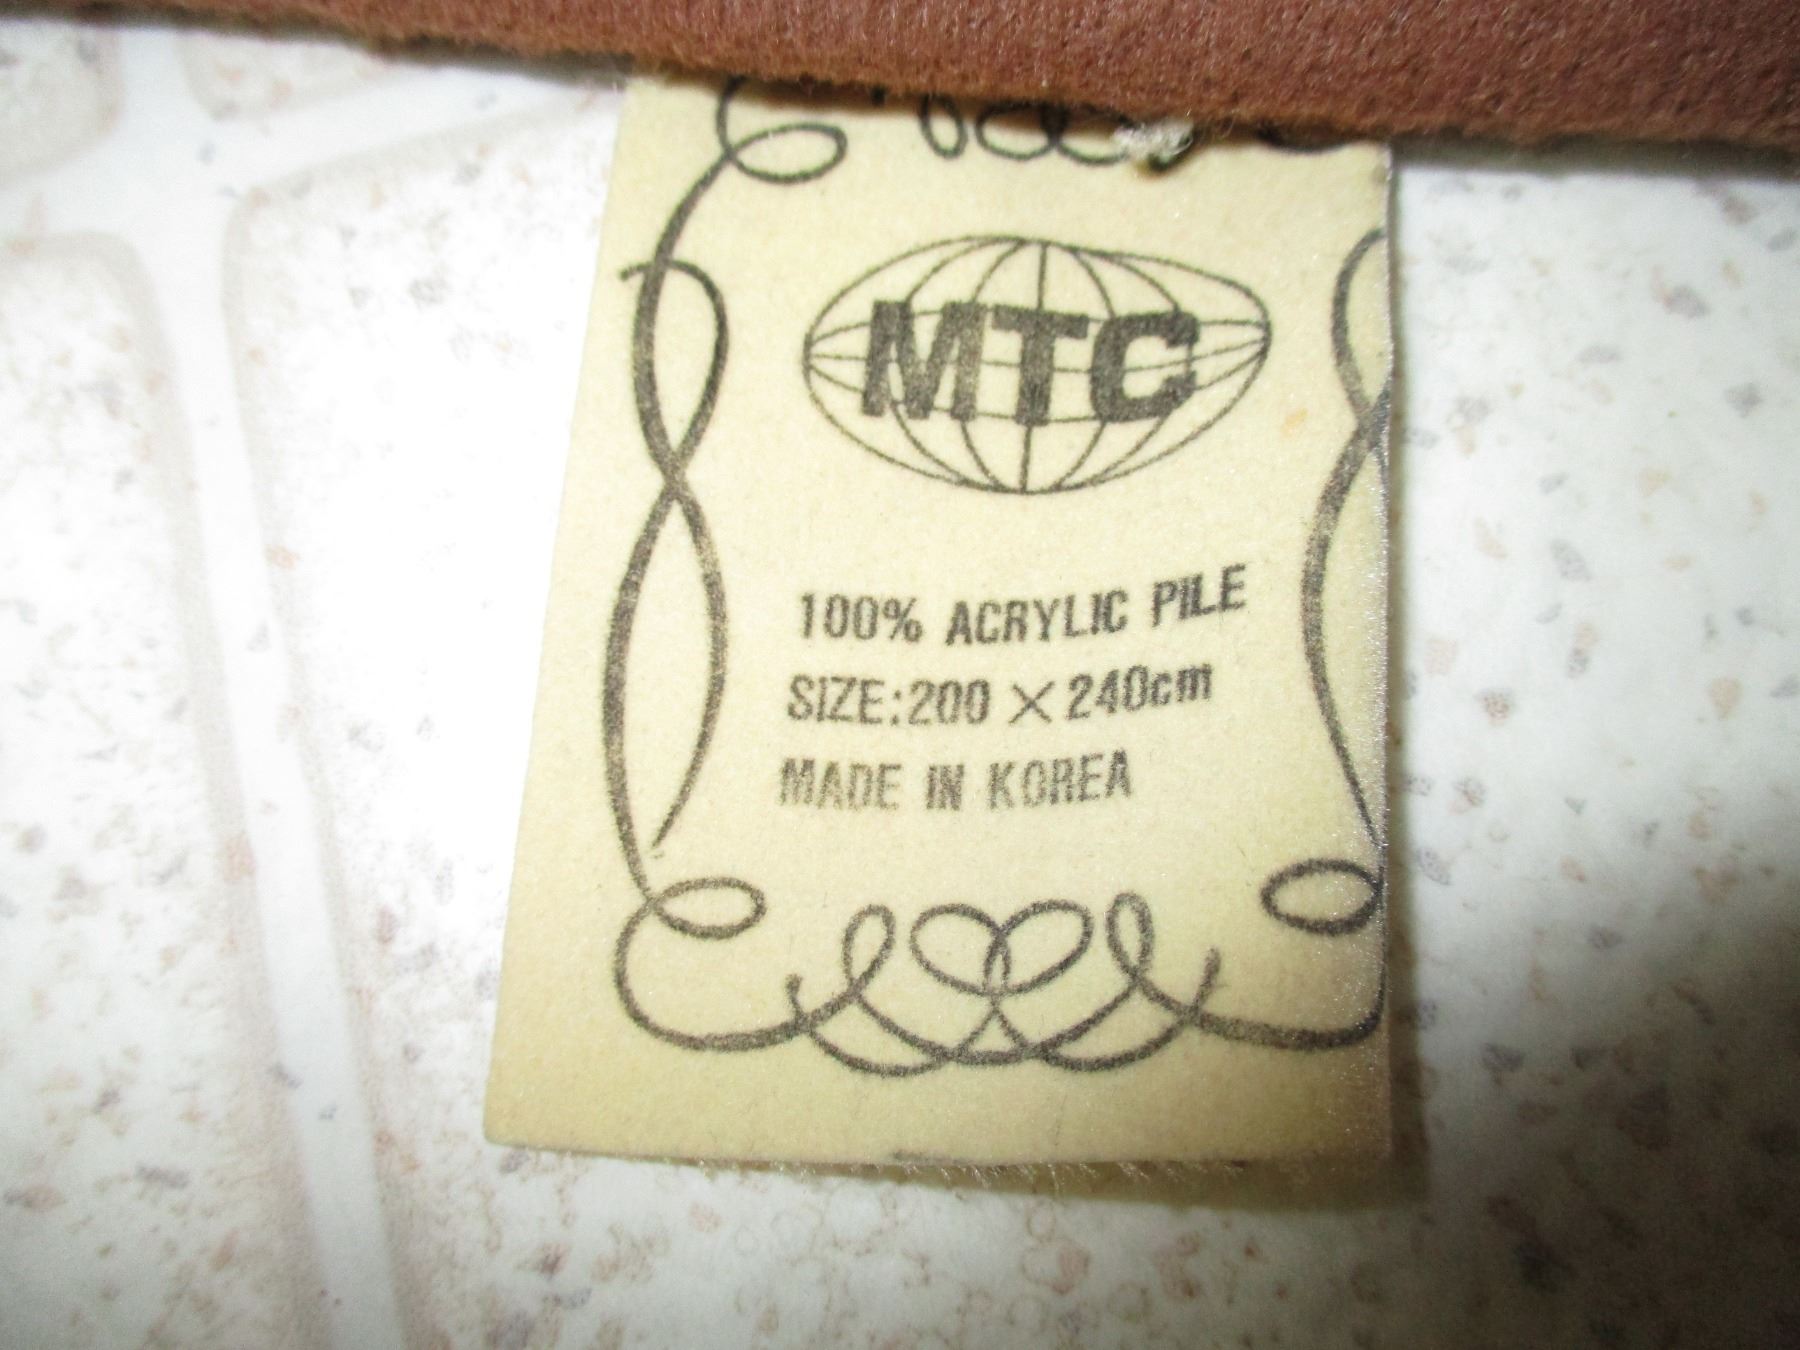 MTC
100% ACRYLIC PILE
SIZE:200 × 240cm
MADE IN KOREA